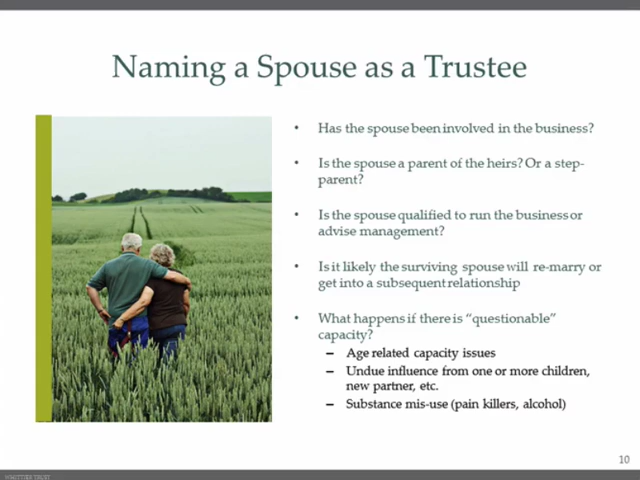 Naming a Spouse as a Trustee
• Has the spouse been involved in the business?
• Is the spouse a parent of the heirs? Or a step-
parent?
• Is the spouse qualified to run the business or
advise management?
• Is it likely the surviving spouse will re-marry or
get into a subsequent relationship
• What happens if there is “questionable”
capacity?
– Age related capacity issues
– Undue influence from one or more children,
new partner, etc.
– Substance mis-use (pain killers, alcohol)
10
WHITTIER TRUST